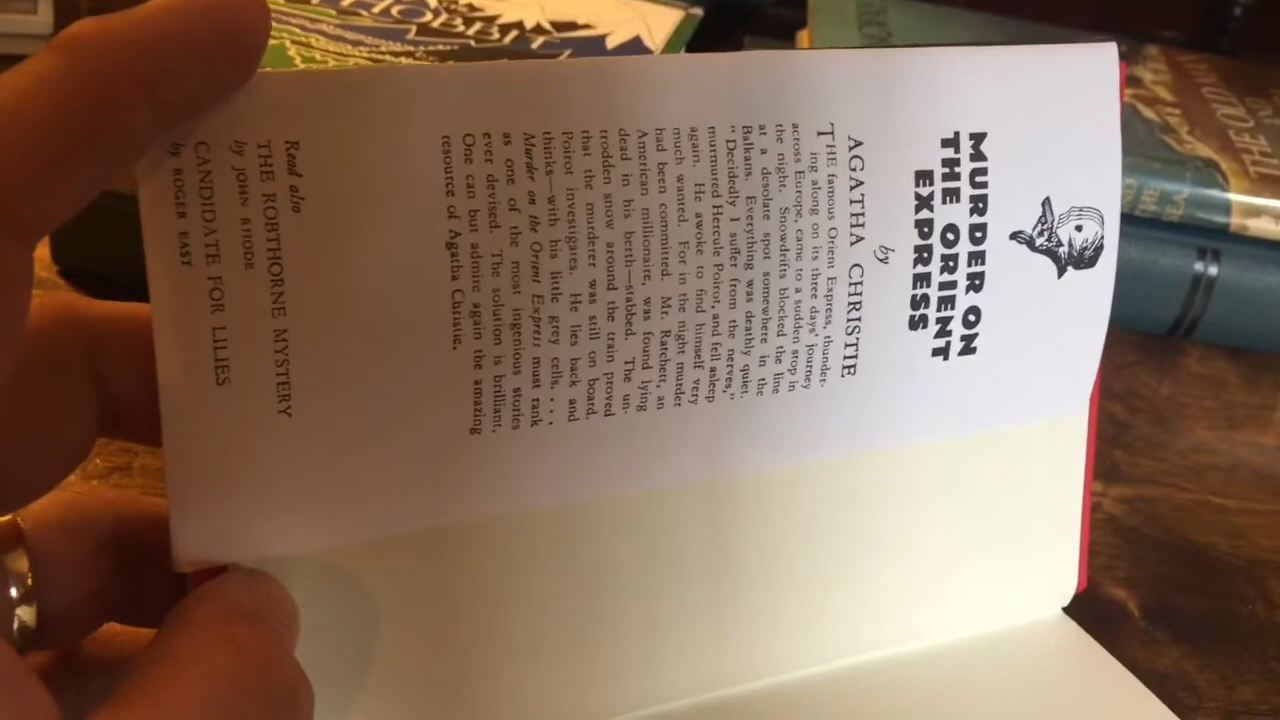 MURDER ON
THE ORIENT
EXPRESS
by
AGATHA CHRISTIE
THE famous Orient Express, thunder-
ing along on its three days' journey
across Europe, came to a sudden stop in
the night. Snowdrifts blocked the line
at a desolate spot somewhere in the
Balkans. Everything was deathly quiet.
"Decidedly I suffer from the nerves,"
murmured Hercule Poirot, and fell asleep
again. He awoke to find himself very
much wanted. For in the night murder
had been committed. Mr. Ratchett, an
American millionaire, was found lying
dead in his berth—stabbed. The un-
trodden snow around the train proved
that the murderer was still on board.
Poirot investigates. He lies back and
thinks—with his little grey cells. . . .
Murder on the Orient Express must rank
as one of the most ingenious stories
ever devised. The solution is brilliant.
One can but admire again the amazing
resource of Agatha Christie.
Read also
THE ROBTHORNE MYSTERY
by JOHN RHODE
CANDIDATE FOR LILIES
by ROGER EAST
HOBBIT
THE OLD MAN
AND
THE
SEA